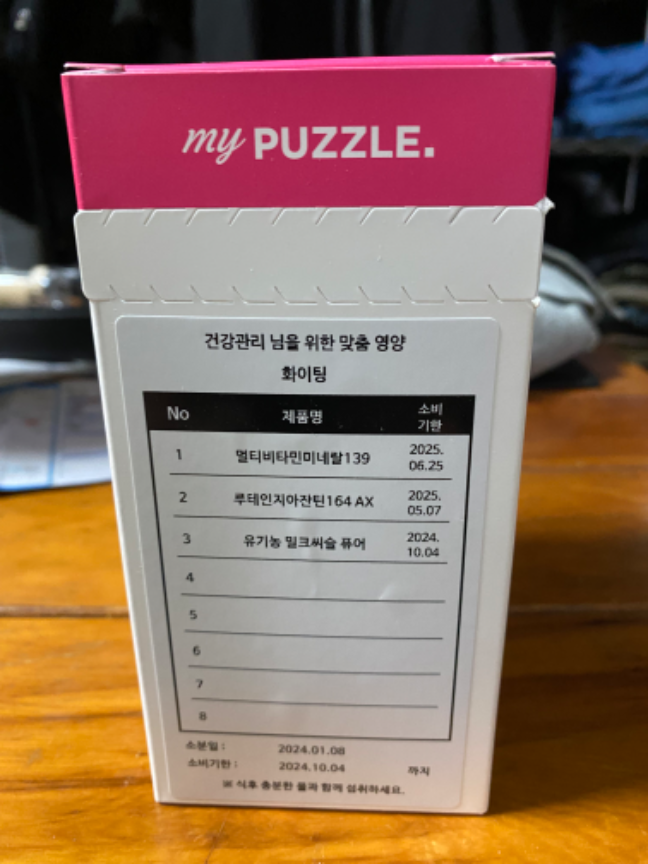 my PUZZLE.
건강관리 님을 위한 맞춤 영양
화이팅
No 제품명 소비 기한
1 멀티비타민미네랄139 2025. 06.25
2 루테인지아잔틴164 AX 2025. 05.07
3 유기농 밀크씨슬 퓨어 2024. 10.04
4
5
6
7
8
소분일 : 2024.01.08
소비기한 : 2024.10.04 까지
※ 식후 충분한 물과 함께 섭취하세요.